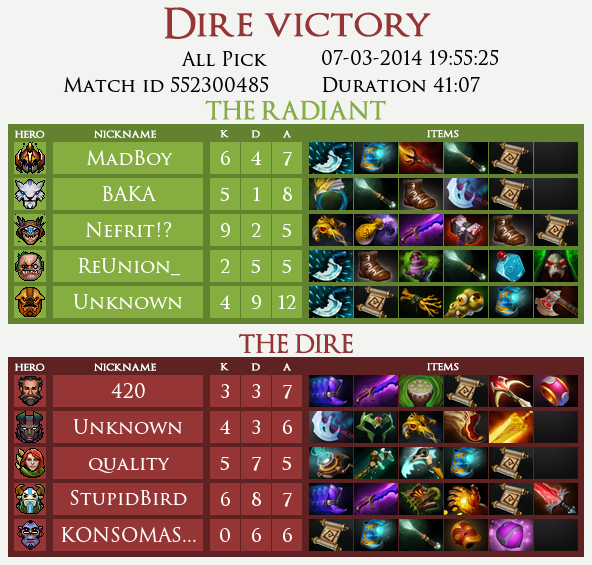 Dire victory
All Pick 07-03-2014 19:55:25
Match id 552300485 Duration 41:07
THE RADIANT
HERO NICKNAME K D A ITEMS
MadBoy 6 4 7
BAKA 5 1 8
Nefrit!? 9 2 5
ReUnion_ 2 5 5
Unknown 4 9 12
THE DIRE
HERO NICKNAME K D A ITEMS
420 3 3 7
Unknown 4 3 6
quality 5 7 5
StupidBird 6 8 7
KONSOMAS... 0 6 6